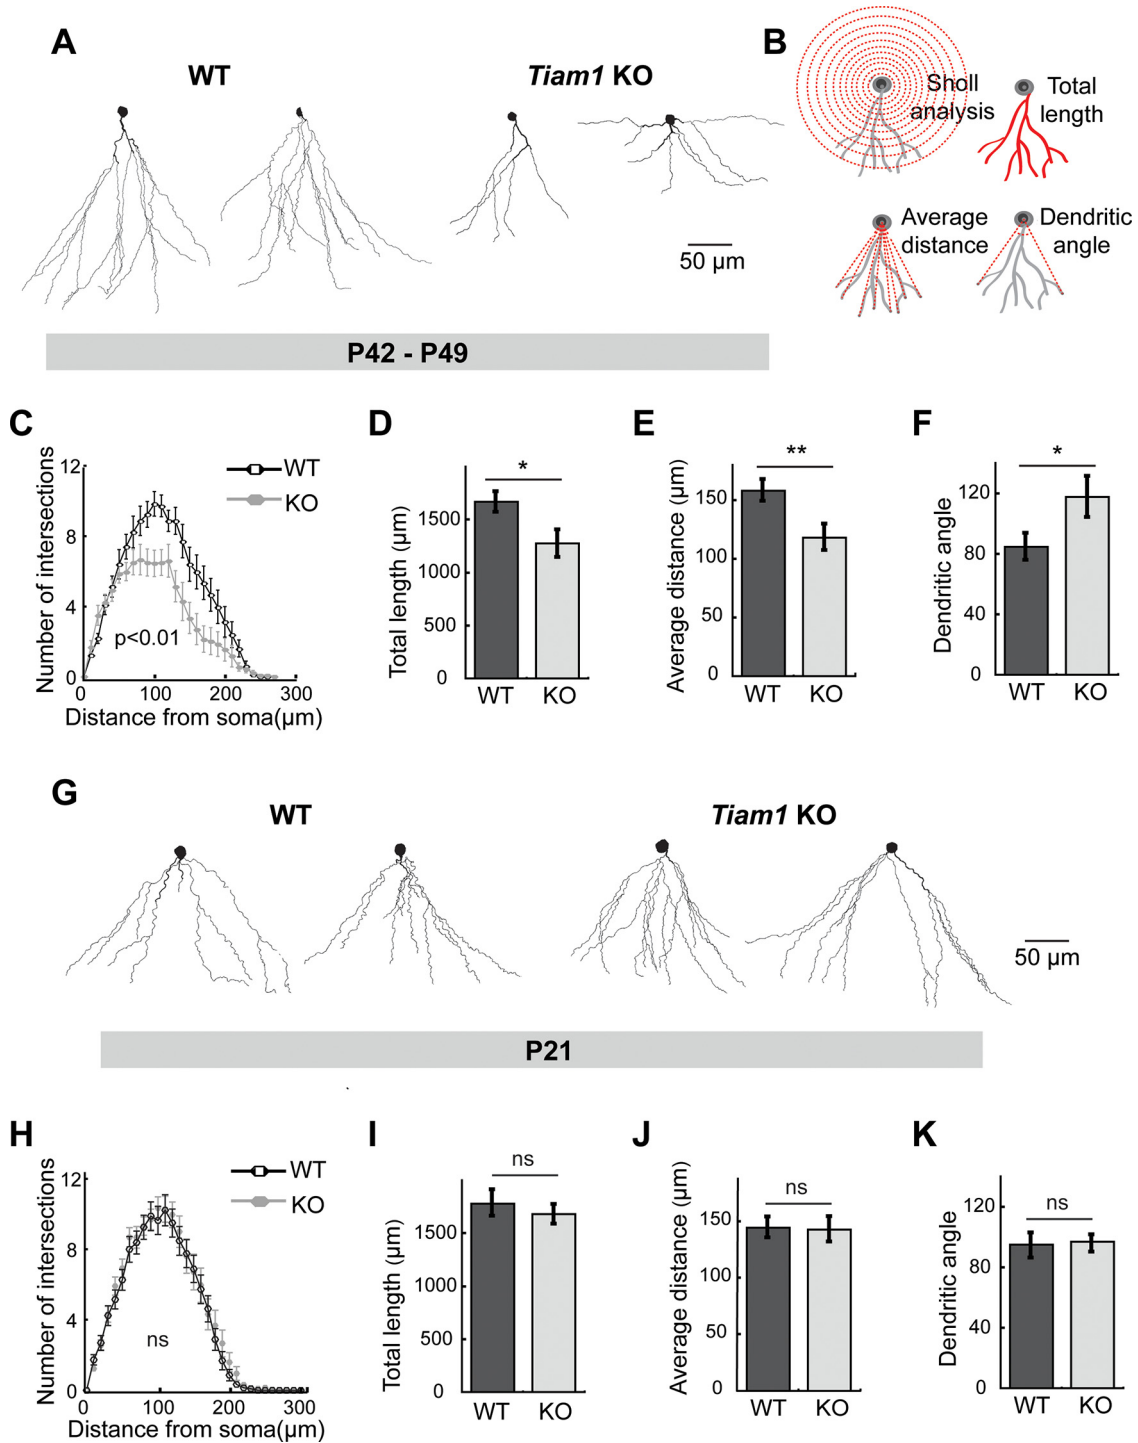 A
WT
Tiam1 KO
50 µm
P42 - P49
B
Sholl
analysis
Total
length
Average
distance
Dendritic
angle
C
Number of intersections
12
8
4
0
WT
KO
p<0.01
0
100
200
300
Distance from soma(µm)
D
Total length (µm)
1500
1000
500
0
*
WT
KO
E
Average distance (µm)
150
100
50
0
**
WT
KO
F
Dendritic angle
120
80
40
0
*
WT
KO
G
WT
Tiam1 KO
50 µm
P21
H
Number of intersections
12
8
4
0
WT
KO
ns
0
100
200
300
Distance from soma(µm)
I
Total length (µm)
1500
1000
500
0
ns
WT
KO
J
Average distance (µm)
150
100
50
0
ns
WT
KO
K
Dendritic angle
120
80
40
0
ns
WT
KO